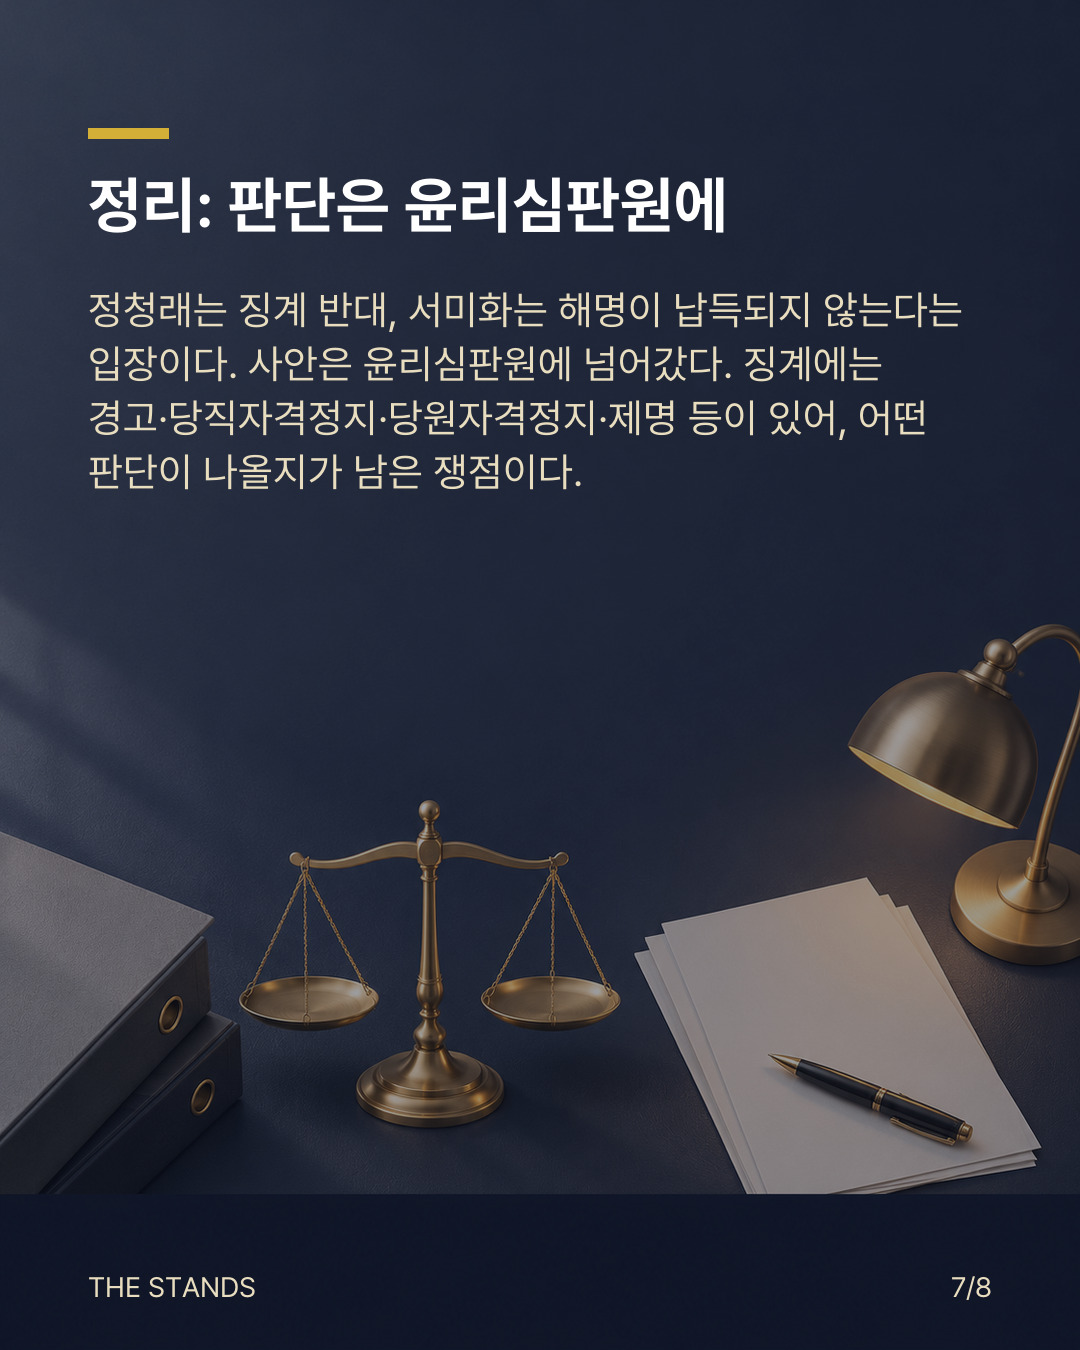 정리: 판단은 윤리심판원에
정청래는 징계 반대, 서미화는 해명이 납득되지 않는다는
입장이다. 사안은 윤리심판원에 넘어갔다. 징계에는
경고·당직자격정지·당원자격정지·제명 등이 있어, 어떤
판단이 나올지가 남은 쟁점이다.
THE STANDS
7/8